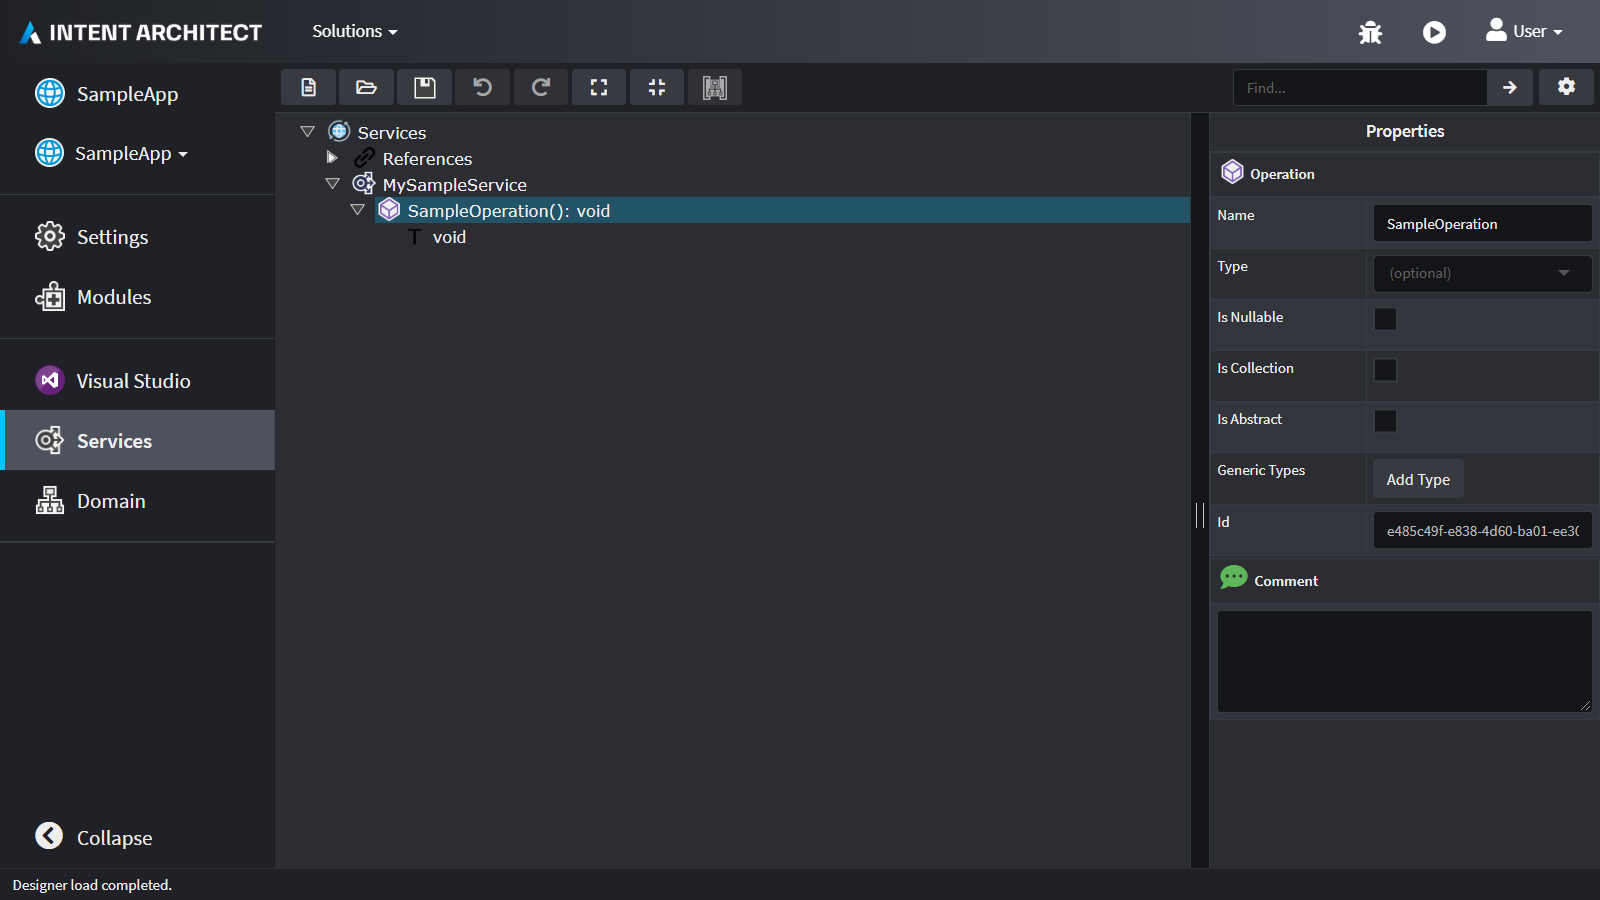 INTENT ARCHITECT
Solutions
User
SampleApp
SampleApp
Settings
Modules
Visual Studio
Services
Domain
Collapse
Find...
Services
References
MySampleService
SampleOperation(): void
void
Properties
Operation
Name
SampleOperation
Type
(optional)
Is Nullable
Is Collection
Is Abstract
Generic Types
Add Type
Id
e485c49f-e838-4d60-ba01-ee30
Comment
Designer load completed.